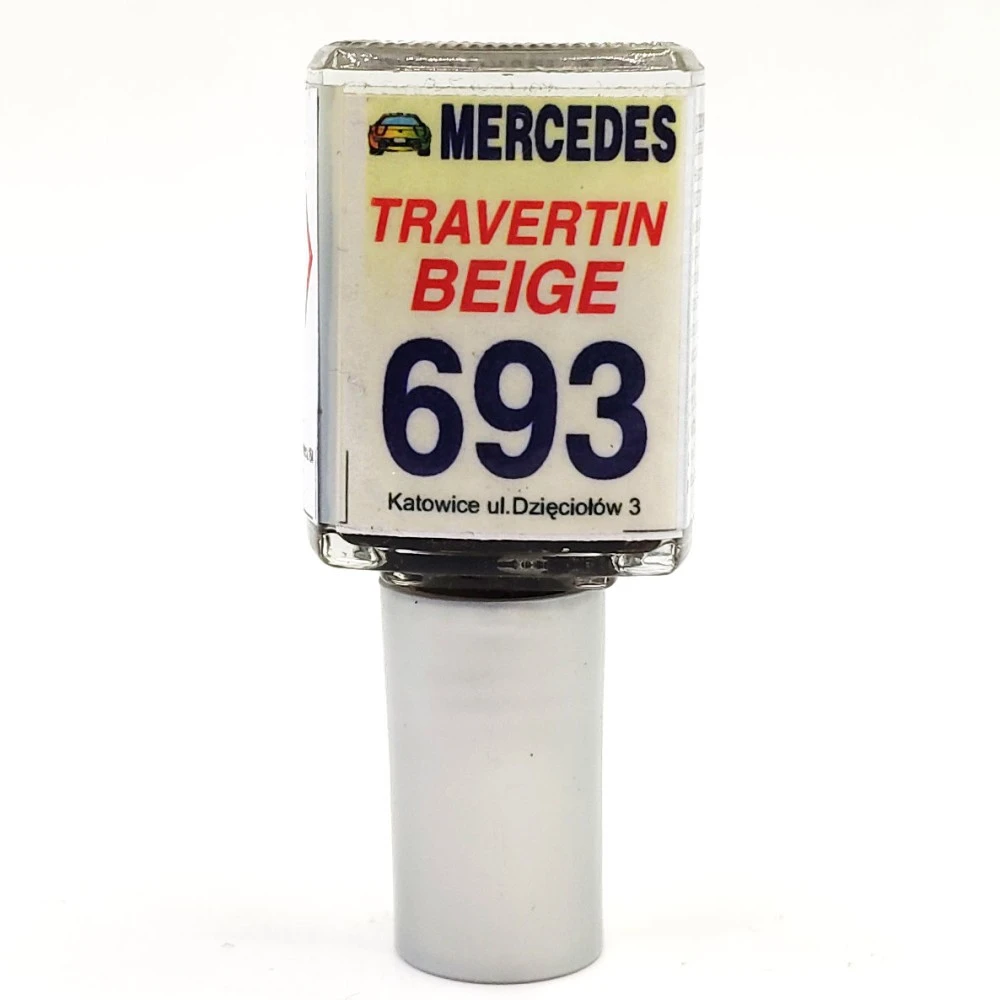 MERCEDES
TRAVERTIN
BEIGE
693
Katowice ul.Dzięciołów 3